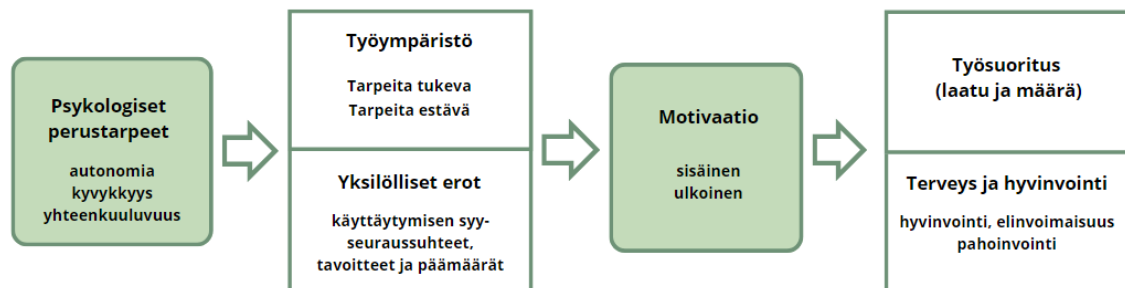 Psykologiset
perustarpeet
autonomia
kyvykkyys
yhteenkuuluvuus
Työympäristö
Tarpeita tukeva
Tarpeita estävä
Yksilölliset erot
käyttäytymisen syy-
seuraussuhteet,
tavoitteet ja päämärät
Motivaatio
sisäinen
ulkoinen
Työsuoritus
(laatu ja määrä)
Terveys ja hyvinvointi
hyvinvointi, elinvoimaisuus
pahoinvointi